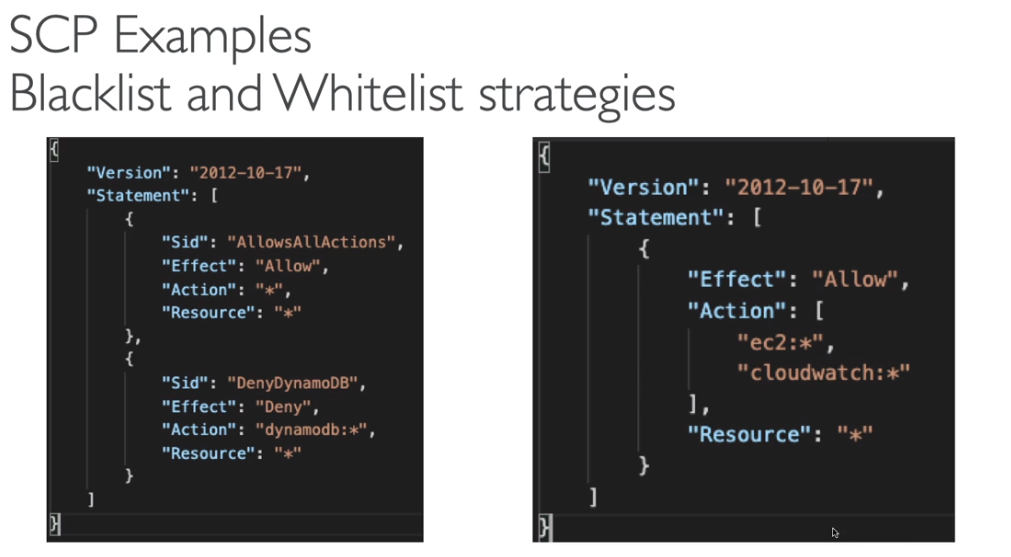 SCP Examples
Blacklist and Whitelist strategies
{
"Version": "2012-10-17",
"Statement": [
{
"Sid": "AllowsAllActions",
"Effect": "Allow",
"Action": "*",
"Resource": "*"
},
{
"Sid": "DenyDynamoDB",
"Effect": "Deny",
"Action": "dynamodb:*",
"Resource": "*"
}
]
}
{
"Version": "2012-10-17",
"Statement": [
{
"Effect": "Allow",
"Action": [
"ec2:*",
"cloudwatch:*"
],
"Resource": "*"
}
]
}